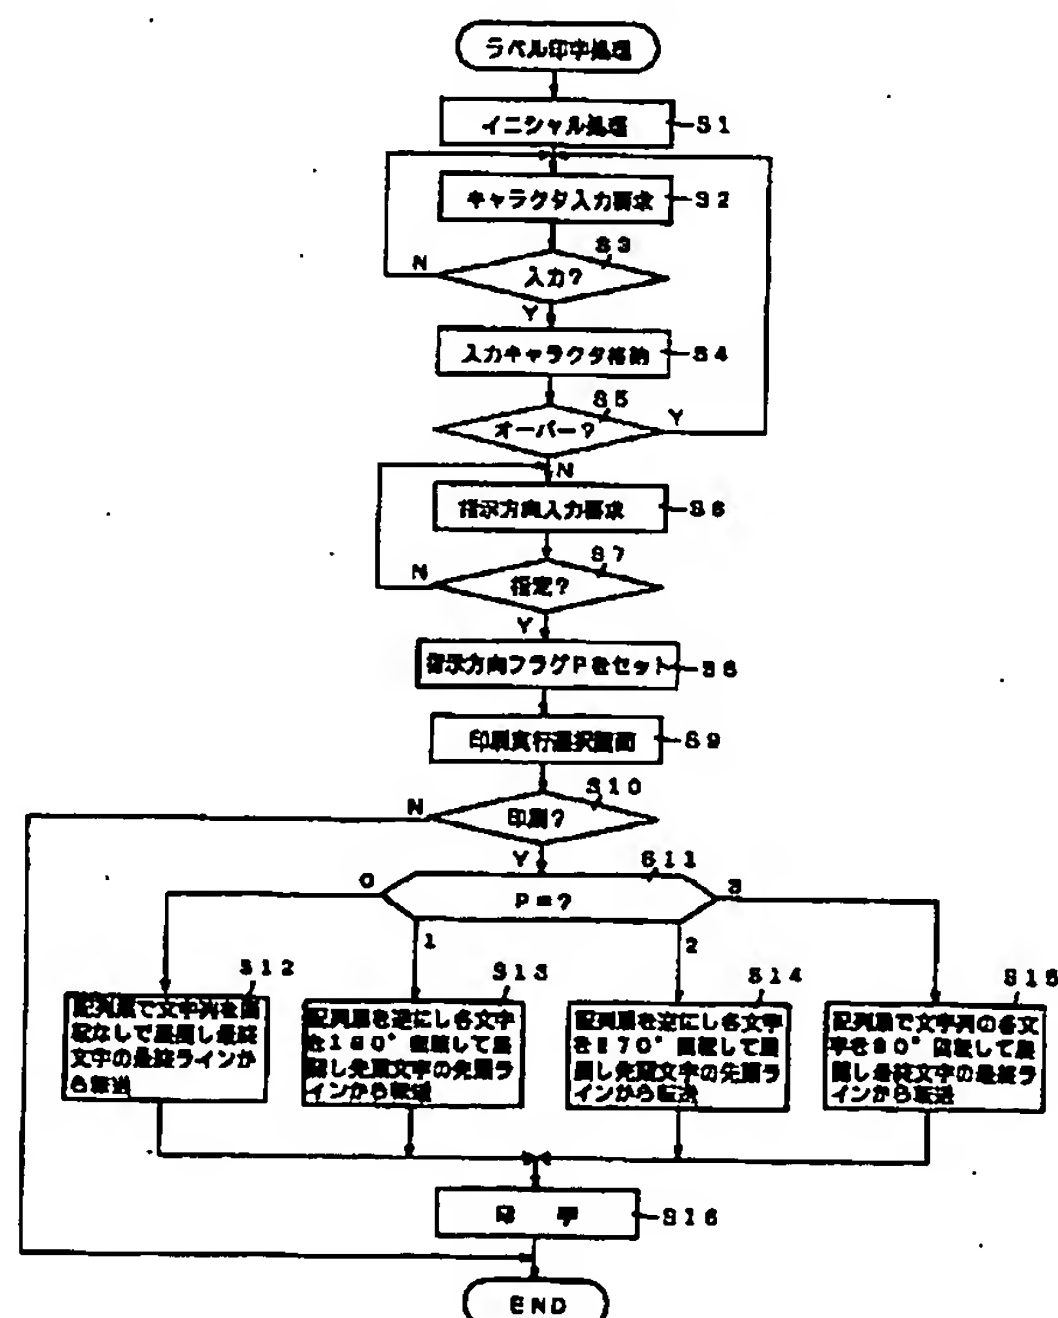 ラベル印字処理
イニシャル処理
S1
キャラクタ入力要求
S2
S3
入力?
N
Y
入力キャラクタ格納
S4
S5
オーバー?
Y
N
指示方向入力要求
S6
S7
指定?
N
Y
指示方向フラグPをセット
S8
印刷実行選択画面
S9
S10
印刷?
N
Y
S11
P=?
0
1
2
3
S12
配列順で文字列を回
転なしで展開し最終
文字の最終ラインか
ら転送
S13
配列順を逆にし各文字
を180°回転して展
開し先頭文字の先頭ラ
インから転送
S14
配列順を逆にし各文字
を270°回転して展
開し先頭文字の先頭ラ
インから転送
S15
配列順で文字列の各文
字を90°回転して展
開し最終文字の最終ラ
インから転送
印 字
S16
END